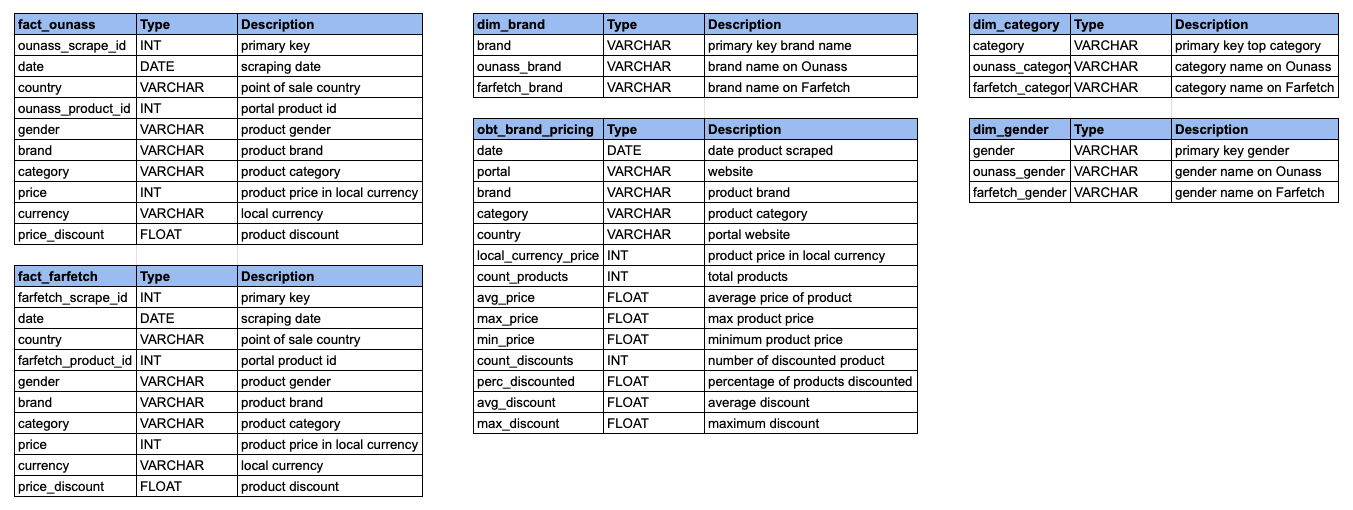 fact_ounass Type Description
ounass_scrape_id INT primary key
date DATE scraping date
country VARCHAR point of sale country
ounass_product_id INT portal product id
gender VARCHAR product gender
brand VARCHAR product brand
category VARCHAR product category
price INT product price in local currency
currency VARCHAR local currency
price_discount FLOAT product discount
fact_farfetch Type Description
farfetch_scrape_id INT primary key
date DATE scraping date
country VARCHAR point of sale country
farfetch_product_id INT portal product id
gender VARCHAR product gender
brand VARCHAR product brand
category VARCHAR product category
price INT product price in local currency
currency VARCHAR local currency
price_discount FLOAT product discount
dim_brand Type Description
brand VARCHAR primary key brand name
ounass_brand VARCHAR brand name on Ounass
farfetch_brand VARCHAR brand name on Farfetch
obt_brand_pricing Type Description
date DATE date product scraped
portal VARCHAR website
brand VARCHAR product brand
category VARCHAR product category
country VARCHAR portal website
local_currency_price INT product price in local currency
count_products INT total products
avg_price FLOAT average price of product
max_price FLOAT max product price
min_price FLOAT minimum product price
count_discounts INT number of discounted product
perc_discounted FLOAT percentage of products discounted
avg_discount FLOAT average discount
max_discount FLOAT maximum discount
dim_category Type Description
category VARCHAR primary key top category
ounass_category VARCHAR category name on Ounass
farfetch_categor VARCHAR category name on Farfetch
dim_gender Type Description
gender VARCHAR primary key gender
ounass_gender VARCHAR gender name on Ounass
farfetch_gender VARCHAR gender name on Farfetch